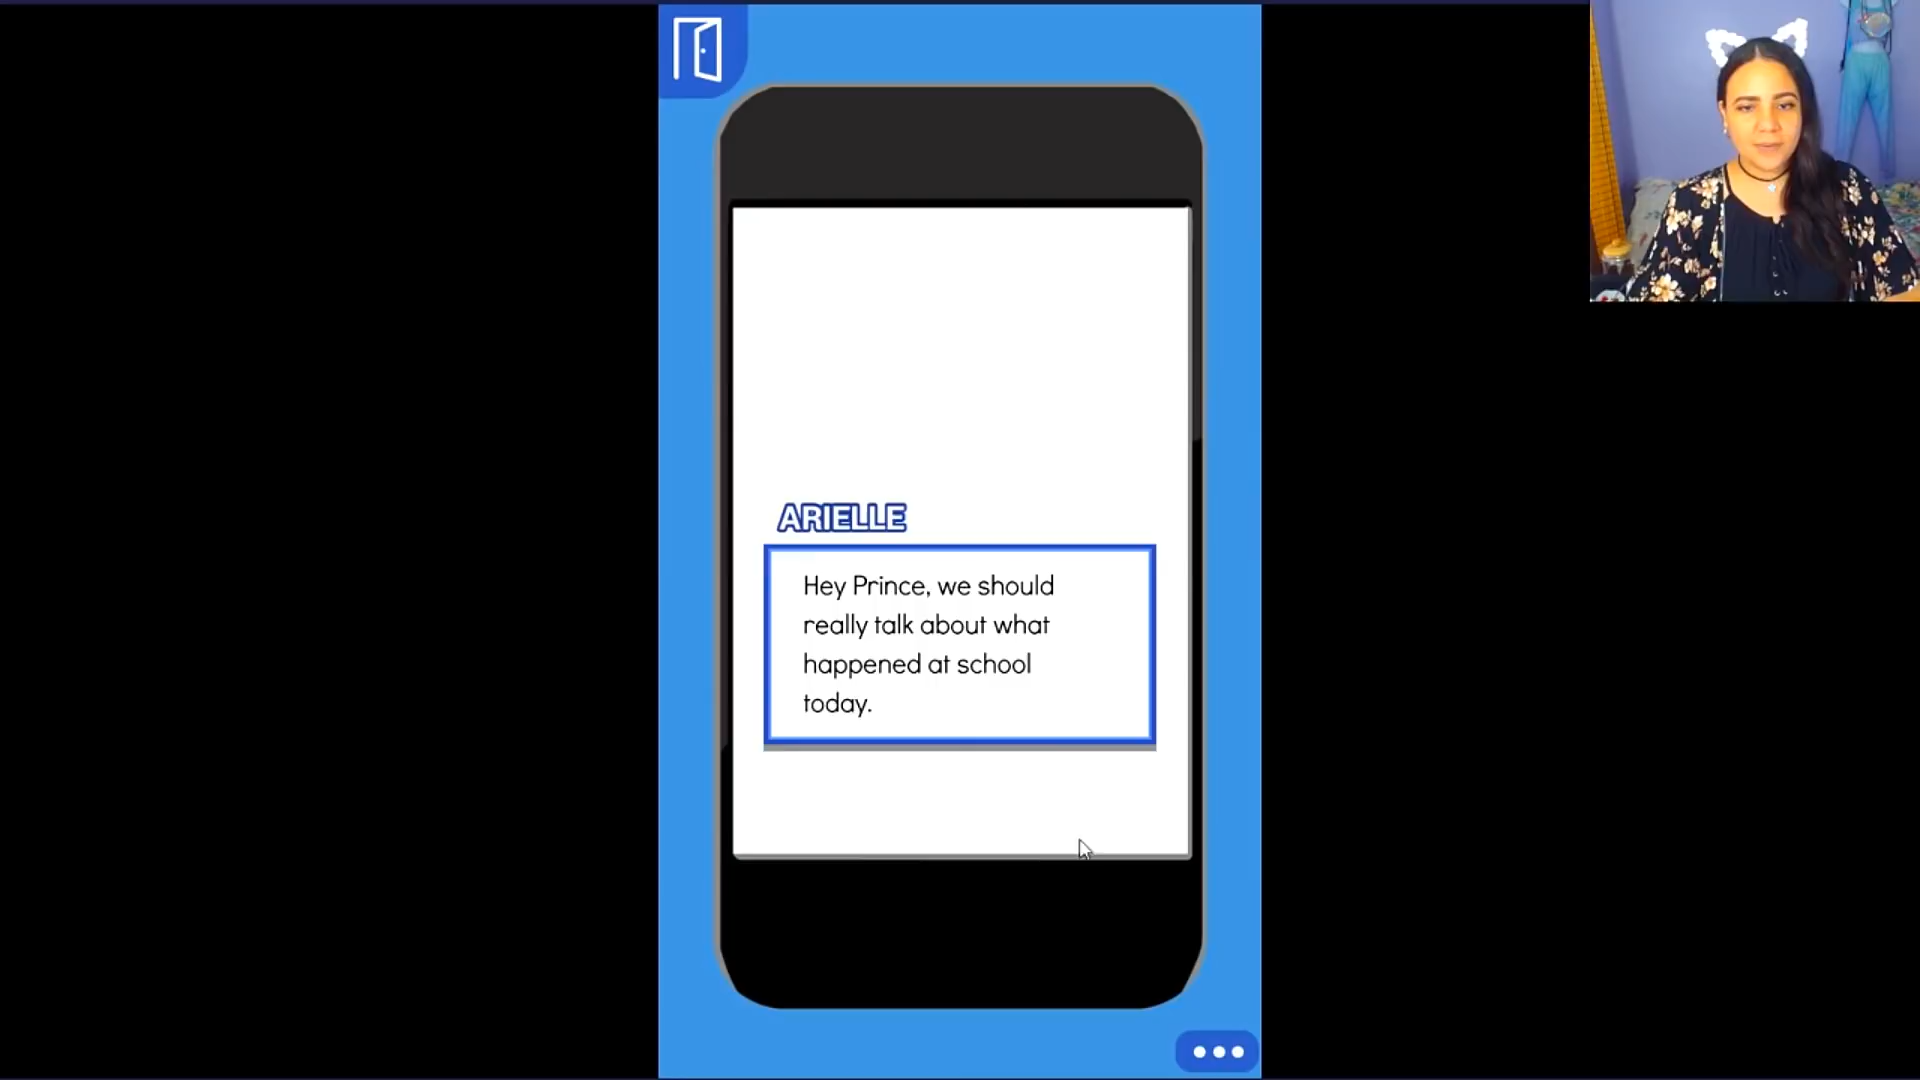 ARIELLE
Hey Prince, we should
really talk about what
happened at school
today.